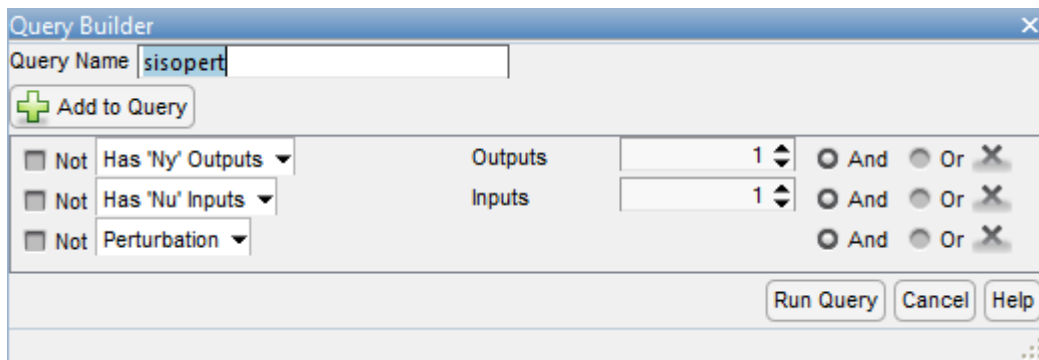 Query Builder
Query Name sisopert
Add to Query
Not Has 'Ny' Outputs Outputs 1 And Or
Not Has 'Nu' Inputs Inputs 1 And Or
Not Perturbation And Or
Run Query Cancel Help